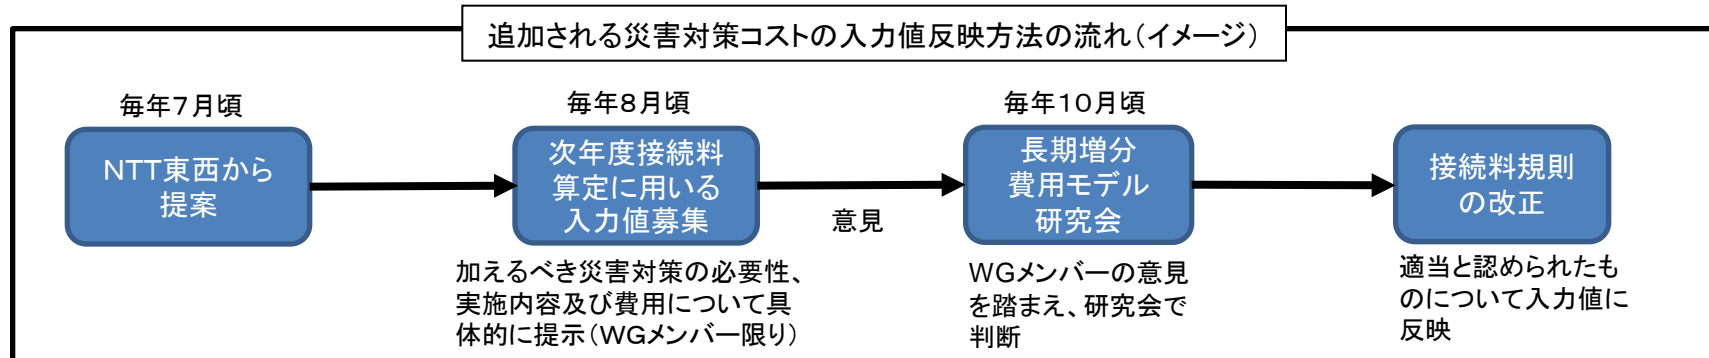 追加される災害対策コストの入力値反映方法の流れ(イメージ)
毎年7月頃
NTT東西から
提案
毎年8月頃
次年度接続料
算定に用いる
入力値募集
加えるべき災害対策の必要性、
実施内容及び費用について具
体的に提示(WGメンバー限り)
意見
毎年10月頃
長期増分
費用モデル
研究会
WGメンバーの意見
を踏まえ、研究会で
判断
接続料規則
の改正
適当と認められたも
のについて入力値に
反映